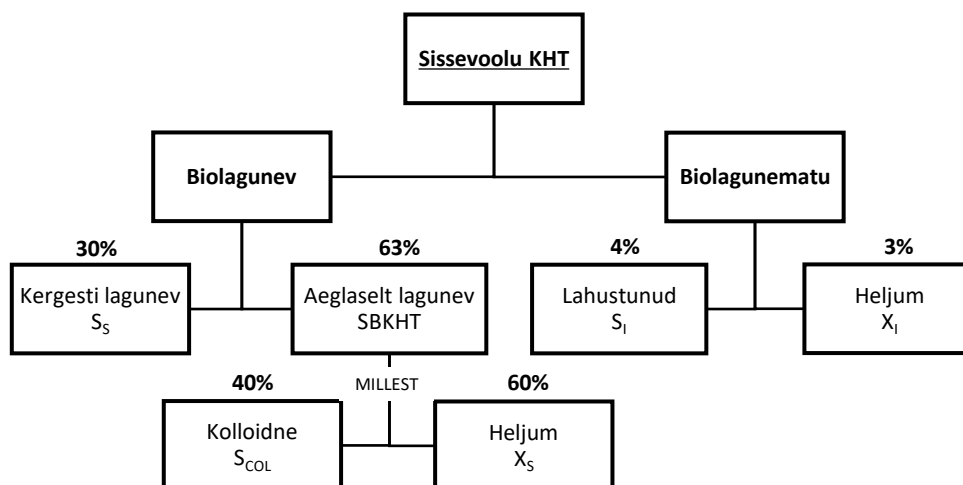 Sissevoolu KHT
Biolagunev
Biolagunematu
30%
63%
4%
3%
Kergesti lagunev
S_S
Aeglaselt lagunev
SBKHT
Lahustunud
S_I
Heljum
X_I
40%
MILLEST
60%
Kolloidne
S_COL
Heljum
X_S